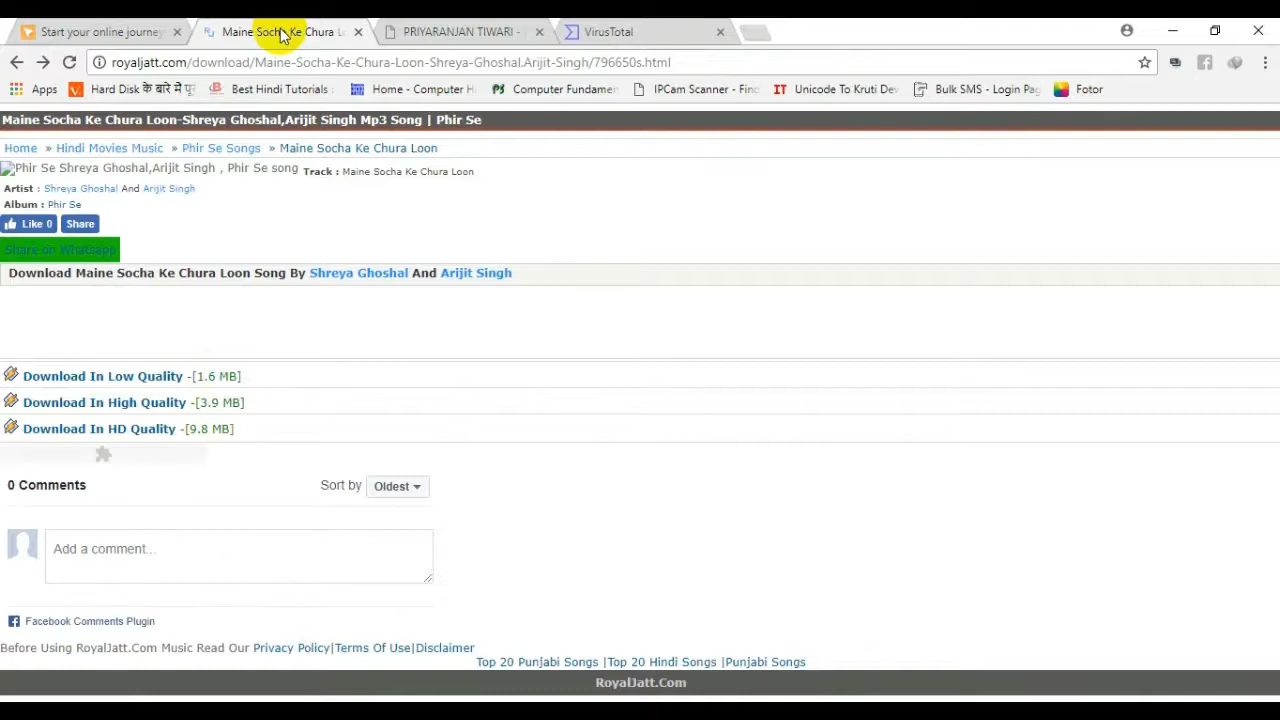 Start your online journey
Maine Socha Ke Chura L
PRIYARANJAN TIWARI -
VirusTotal
royaljatt.com/download/Maine-Socha-Ke-Chura-Loon-Shreya-Ghoshal,Arijit-Singh/796650s.html
Apps
Hard Disk के बारे मे पू
Best Hindi Tutorials
Home - Computer H
Computer Fundamen
IPCam Scanner - Find
Unicode To Kruti Dev
Bulk SMS - Login Pag
Fotor
Maine Socha Ke Chura Loon-Shreya Ghoshal,Arijit Singh Mp3 Song | Phir Se
Home » Hindi Movies Music » Phir Se Songs » Maine Socha Ke Chura Loon
Phir Se Shreya Ghoshal,Arijit Singh , Phir Se song Track : Maine Socha Ke Chura Loon
Artist : Shreya Ghoshal And Arijit Singh
Album : Phir Se
Like 0 Share
Share on Whatsapp
Download Maine Socha Ke Chura Loon Song By Shreya Ghoshal And Arijit Singh
Download In Low Quality -[1.6 MB]
Download In High Quality -[3.9 MB]
Download In HD Quality -[9.8 MB]
0 Comments Sort by Oldest
Add a comment...
Facebook Comments Plugin
Before Using RoyalJatt.Com Music Read Our Privacy Policy|Terms Of Use|Disclaimer
Top 20 Punjabi Songs |Top 20 Hindi Songs |Punjabi Songs
RoyalJatt.Com